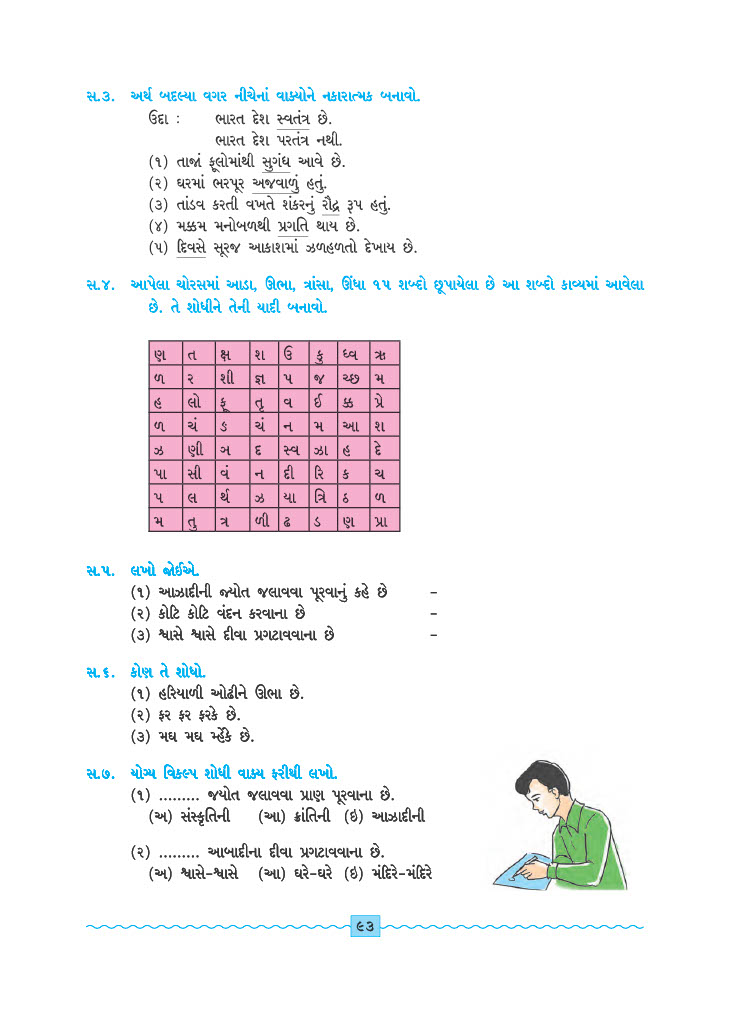 સ.૩. અર્થ બદલ્યા વગર નીચેનાં વાક્યોને નકારાત્મક બનાવો.
ઉદા : ભારત દેશ સ્વતંત્ર છે.
ભારત દેશ પરતંત્ર નથી.
(૧) તાજાં ફૂલોમાંથી સુગંધ આવે છે.
(૨) ઘરમાં ભરપૂર અજવાળું હતું.
(૩) તાંડવ કરતી વખતે શંકરનું રૌદ્ર રૂપ હતું.
(૪) મક્કમ મનોબળથી પ્રગતિ થાય છે.
(૫) દિવસે સૂરજ આકાશમાં ઝળહળતો દેખાય છે.
સ.૪. આપેલા ચોરસમાં આડા, ઊભા, ત્રાંસા, ઊંધા ૧૫ શબ્દો છૂપાયેલા છે આ શબ્દો કાવ્યમાં આવેલા
છે. તે શોધીને તેની યાદી બનાવો.
ણ ત ક્ષ શ ઉ કુ ધ્વ ઋ
ળ ર શી જ્ઞ પ જ ચ્છ મ
હ લો ફૂ તૃ વ ઈ ક્ક પ્રે
ળ ચં ઙ ચં ન મ આ શ
ઝ ણી ઞ દ સ્વ ઝા હ દે
પા સી વં ન દી રિ ક ચ
પ લ ર્થ ઝ યા ત્રિ ઠ ળ
મ તુ ત્ર ળી ઢ ડ ણ પ્રા
સ.૫. લખો જોઈએ.
(૧) આઝાદીની જ્યોત જલાવવા પૂરવાનું કહે છે –
(૨) કોટિ કોટિ વંદન કરવાના છે –
(૩) શ્વાસે શ્વાસે દીવા પ્રગટાવવાના છે –
સ.૬. કોણ તે શોધો.
(૧) હરિયાળી ઓઢીને ઊભા છે.
(૨) ફર ફર ફરકે છે.
(૩) મઘ મઘ મ્હેંકે છે.
સ.૭. યોગ્ય વિકલ્પ શોધી વાક્ય ફરીથી લખો.
(૧) ......... જયોત જલાવવા પ્રાણ પૂરવાના છે.
(અ) સંસ્કૃતિની (આ) ક્રાંતિની (ઇ) આઝાદીની
(૨) ......... આબાદીના દીવા પ્રગટાવવાના છે.
(અ) શ્વાસે-શ્વાસે (આ) ઘરે-ઘરે (ઇ) મંદિરે-મંદિરે
૯૩